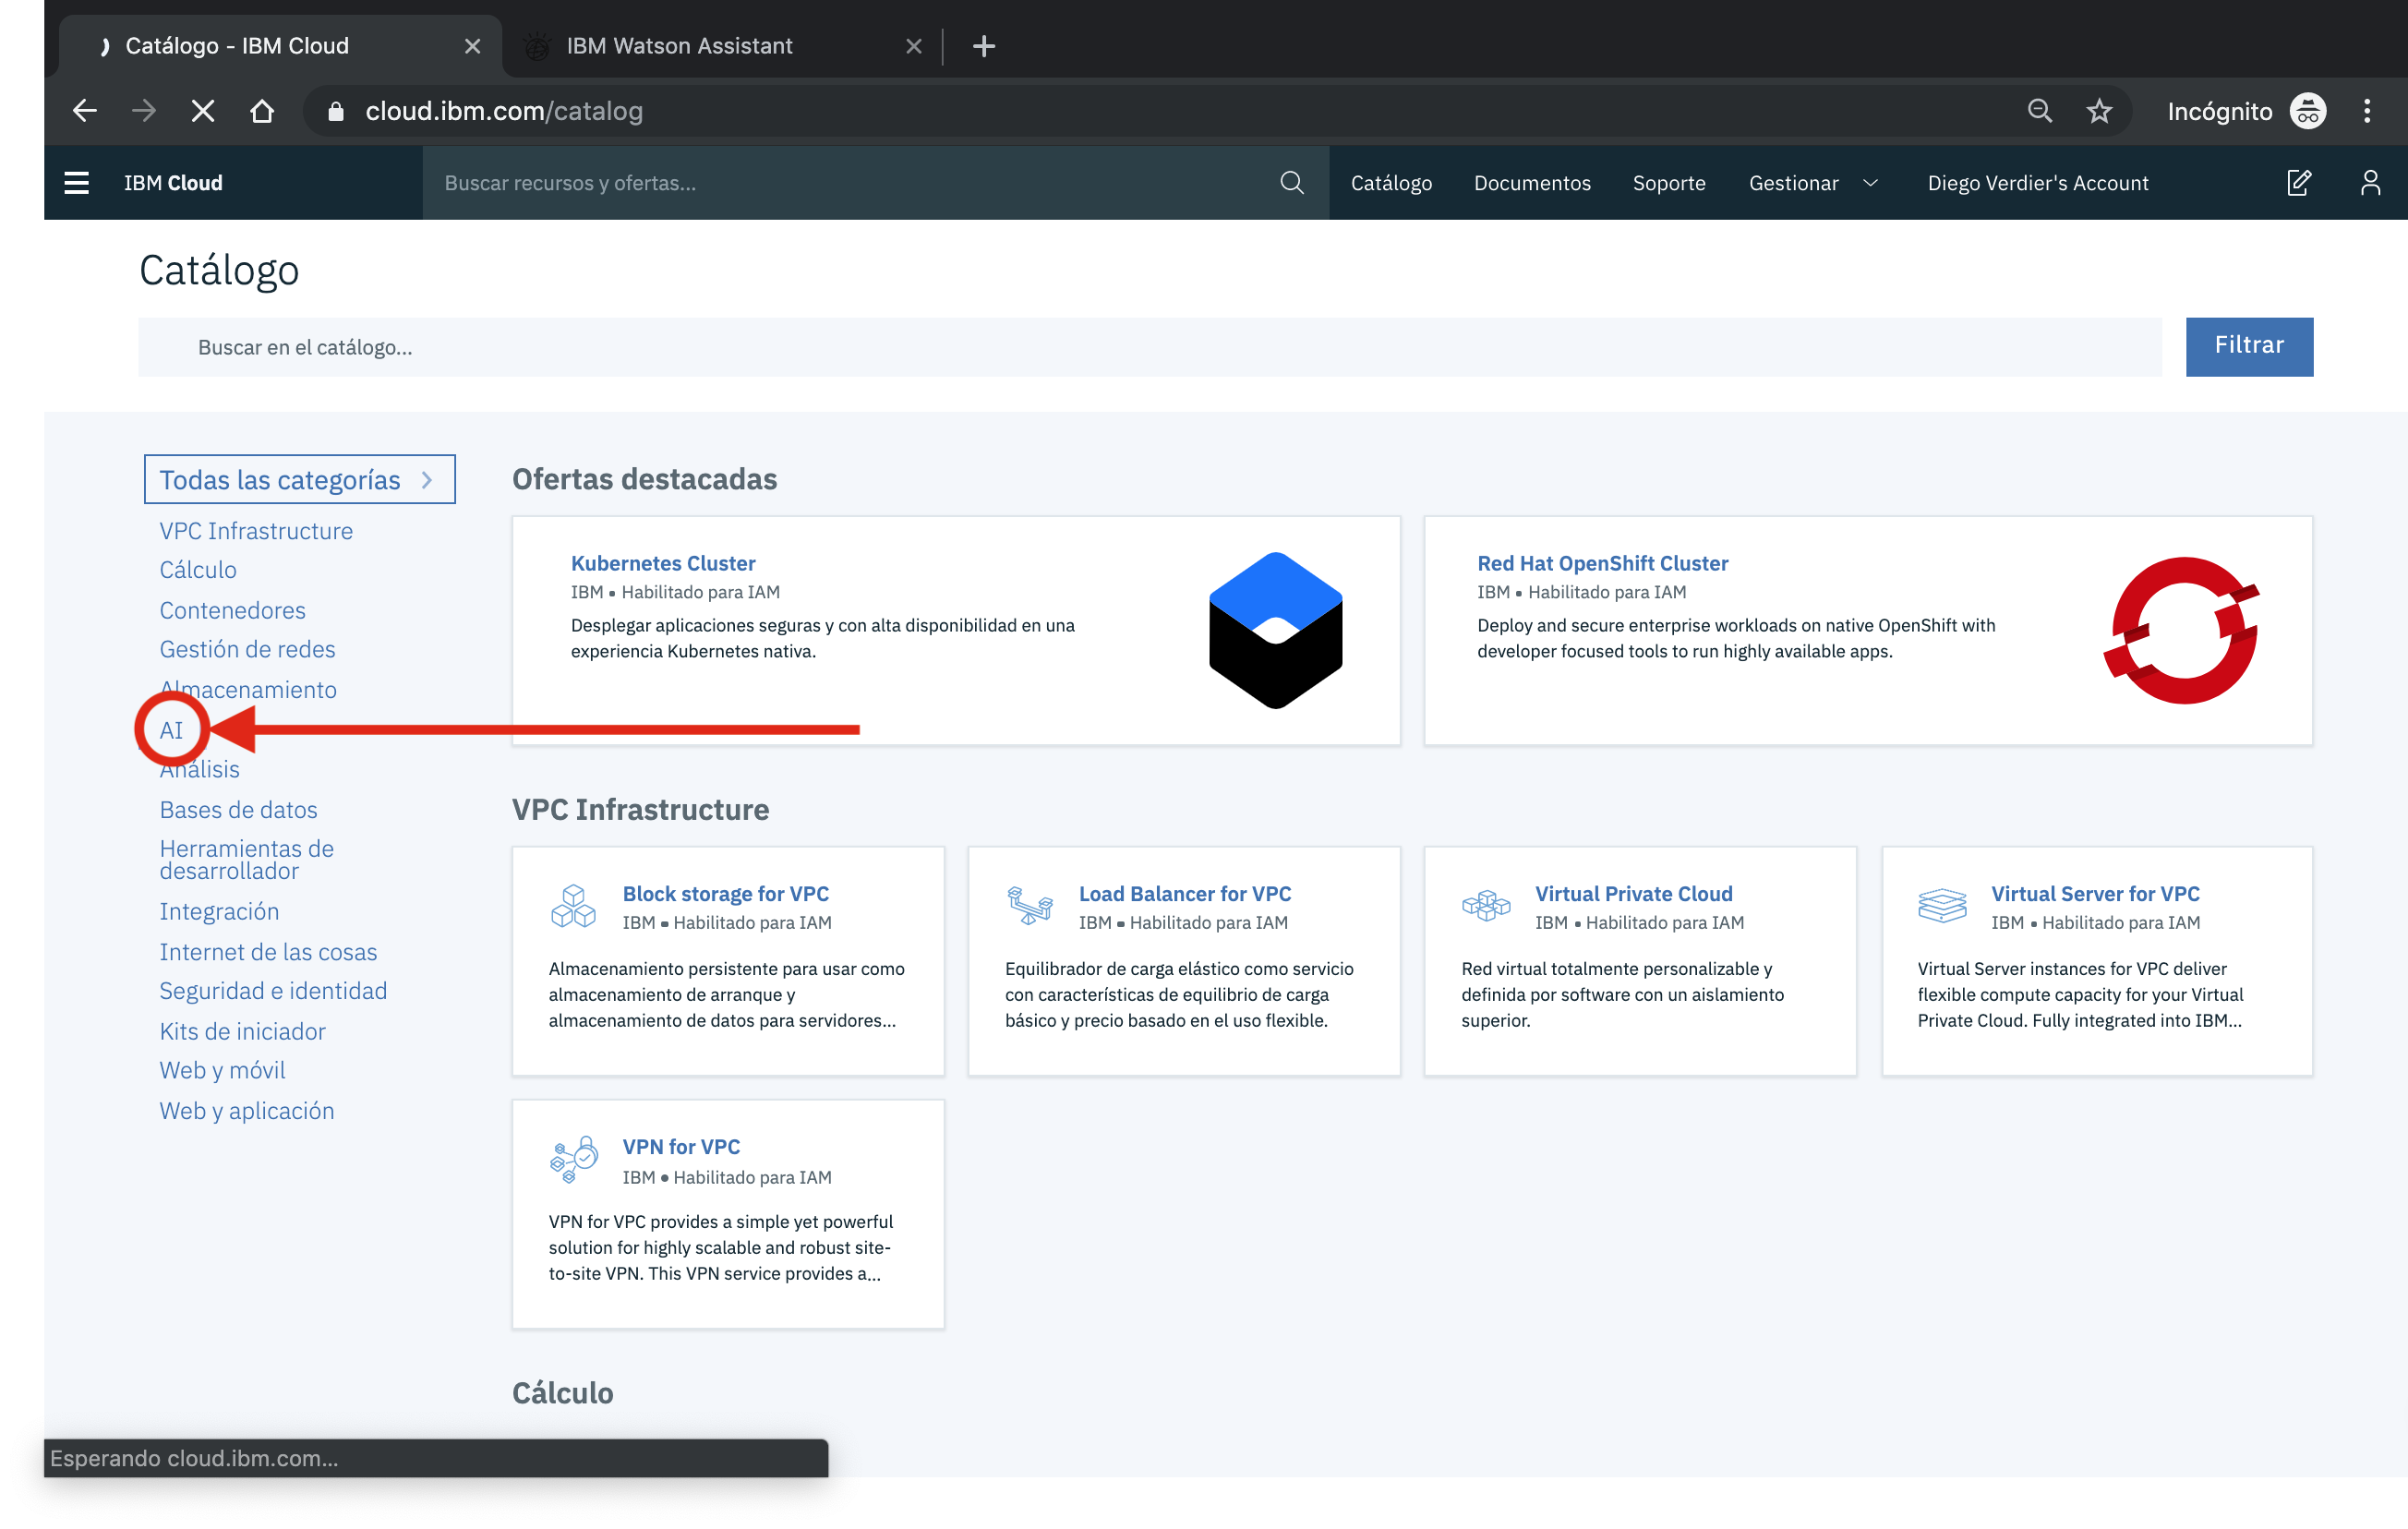 Catálogo - IBM Cloud
IBM Watson Assistant
cloud.ibm.com/catalog
Incógnito
IBM Cloud
Buscar recursos y ofertas...
Catálogo
Documentos
Soporte
Gestionar
Diego Verdier's Account
Catálogo
Buscar en el catálogo...
Filtrar
Todas las categorías
VPC Infrastructure
Cálculo
Contenedores
Gestión de redes
Almacenamiento
AI
Análisis
Bases de datos
Herramientas de
desarrollador
Integración
Internet de las cosas
Seguridad e identidad
Kits de iniciador
Web y móvil
Web y aplicación
Ofertas destacadas
Kubernetes Cluster
IBM • Habilitado para IAM
Desplegar aplicaciones seguras y con alta disponibilidad en una
experiencia Kubernetes nativa.
Red Hat OpenShift Cluster
IBM • Habilitado para IAM
Deploy and secure enterprise workloads on native OpenShift with
developer focused tools to run highly available apps.
VPC Infrastructure
Block storage for VPC
IBM • Habilitado para IAM
Almacenamiento persistente para usar como
almacenamiento de arranque y
almacenamiento de datos para servidores...
Load Balancer for VPC
IBM • Habilitado para IAM
Equilibrador de carga elástico como servicio
con características de equilibrio de carga
básico y precio basado en el uso flexible.
Virtual Private Cloud
IBM • Habilitado para IAM
Red virtual totalmente personalizable y
definida por software con un aislamiento
superior.
Virtual Server for VPC
IBM • Habilitado para IAM
Virtual Server instances for VPC deliver
flexible compute capacity for your Virtual
Private Cloud. Fully integrated into IBM...
VPN for VPC
IBM • Habilitado para IAM
VPN for VPC provides a simple yet powerful
solution for highly scalable and robust site-
to-site VPN. This VPN service provides a...
Cálculo
Esperando cloud.ibm.com...